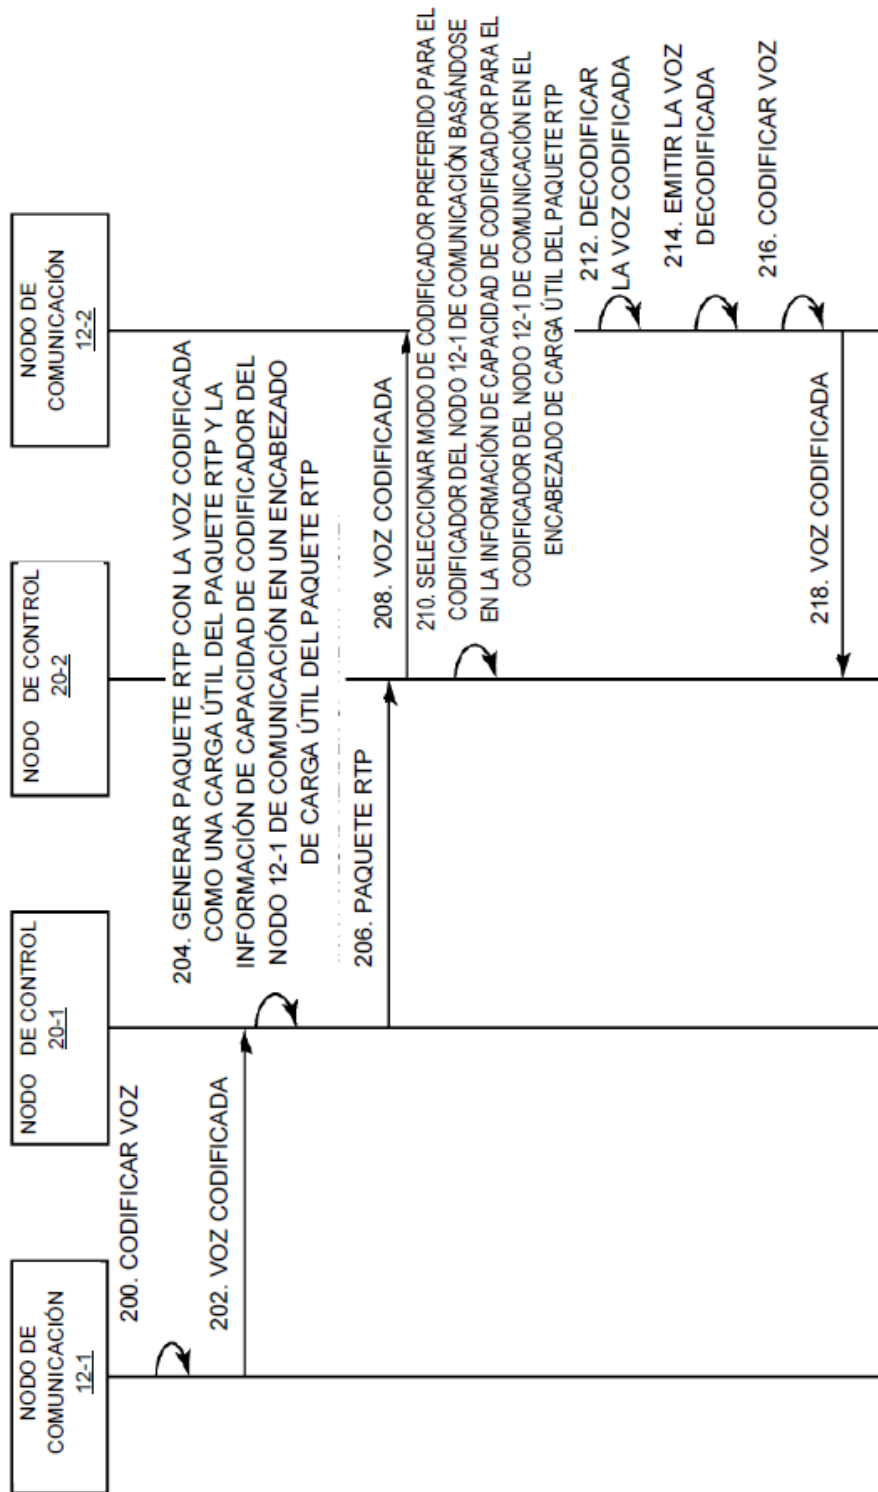 NODO DE
COMUNICACIÓN
12-1
NODO DE CONTROL
20-1
NODO DE CONTROL
20-2
NODO DE
COMUNICACIÓN
12-2
200. CODIFICAR VOZ
202. VOZ CODIFICADA
204. GENERAR PAQUETE RTP CON LA VOZ CODIFICADA
COMO UNA CARGA ÚTIL DEL PAQUETE RTP Y LA
INFORMACIÓN DE CAPACIDAD DE CODIFICADOR DEL
NODO 12-1 DE COMUNICACIÓN EN UN ENCABEZADO
DE CARGA ÚTIL DEL PAQUETE RTP
206. PAQUETE RTP
208. VOZ CODIFICADA
210. SELECCIONAR MODO DE CODIFICADOR PREFERIDO PARA EL
CODIFICADOR DEL NODO 12-1 DE COMUNICACIÓN BASÁNDOSE
EN LA INFORMACIÓN DE CAPACIDAD DE CODIFICADOR PARA EL
CODIFICADOR DEL NODO 12-1 DE COMUNICACIÓN EN EL
ENCABEZADO DE CARGA ÚTIL DEL PAQUETE RTP
212. DECODIFICAR
LA VOZ CODIFICADA
214. EMITIR LA VOZ
DECODIFICADA
216. CODIFICAR VOZ
218. VOZ CODIFICADA